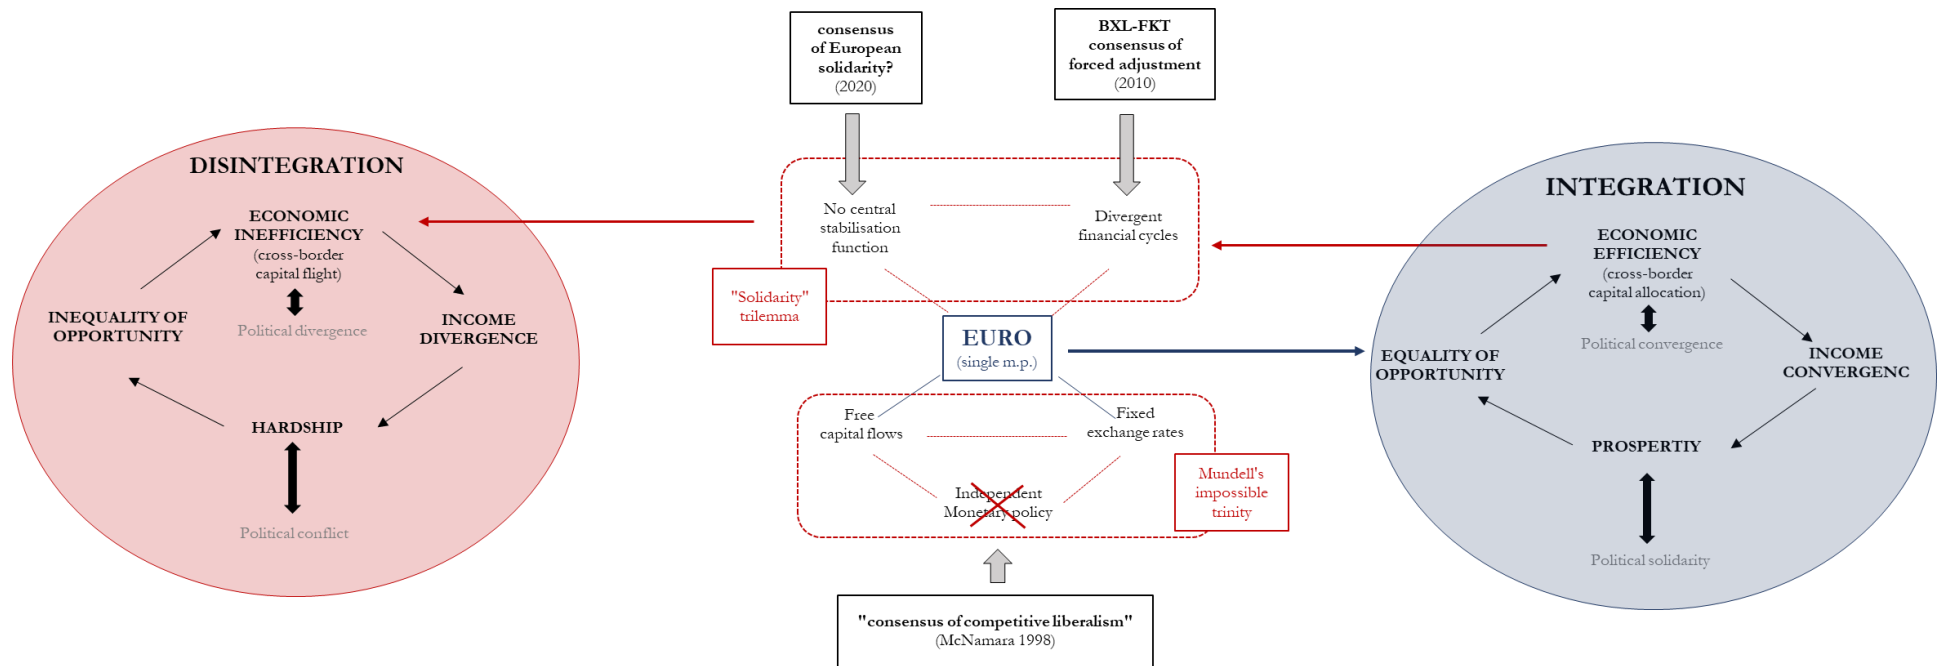 consensus
of European
solidarity?
(2020)
BXL-FKT
consensus of
forced adjustment
(2010)
DISINTEGRATION
ECONOMIC
INEFFICIENCY
(cross-border
capital flight)
Political divergence
INEQUALITY OF
OPPORTUNITY
INCOME
DIVERGENCE
HARDSHIP
Political conflict
No central
stabilisation
function
Divergent
financial cycles
"Solidarity"
trilemma
EURO
(single m.p.)
Free
capital flows
Fixed
exchange rates
Independent
Monetary policy
Mundell's
impossible
trinity
"consensus of competitive liberalism"
(McNamara 1998)
INTEGRATION
ECONOMIC
EFFICIENCY
(cross-border
capital allocation)
Political convergence
EQUALITY OF
OPPORTUNITY
INCOME
CONVERGENC
PROSPERTIY
Political solidarity